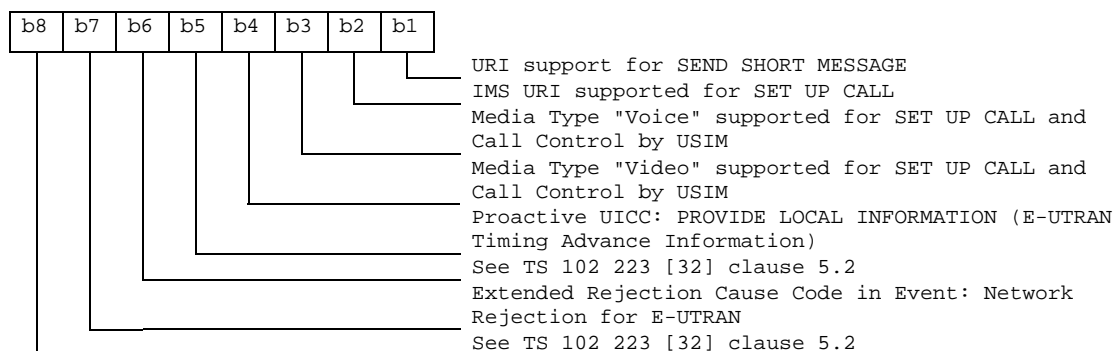 b8 b7 b6 b5 b4 b3 b2 b1
URI support for SEND SHORT MESSAGE
IMS URI supported for SET UP CALL
Media Type "Voice" supported for SET UP CALL and
Call Control by USIM
Media Type "Video" supported for SET UP CALL and
Call Control by USIM
Proactive UICC: PROVIDE LOCAL INFORMATION (E-UTRAN
Timing Advance Information)
See TS 102 223 [32] clause 5.2
Extended Rejection Cause Code in Event: Network
Rejection for E-UTRAN
See TS 102 223 [32] clause 5.2